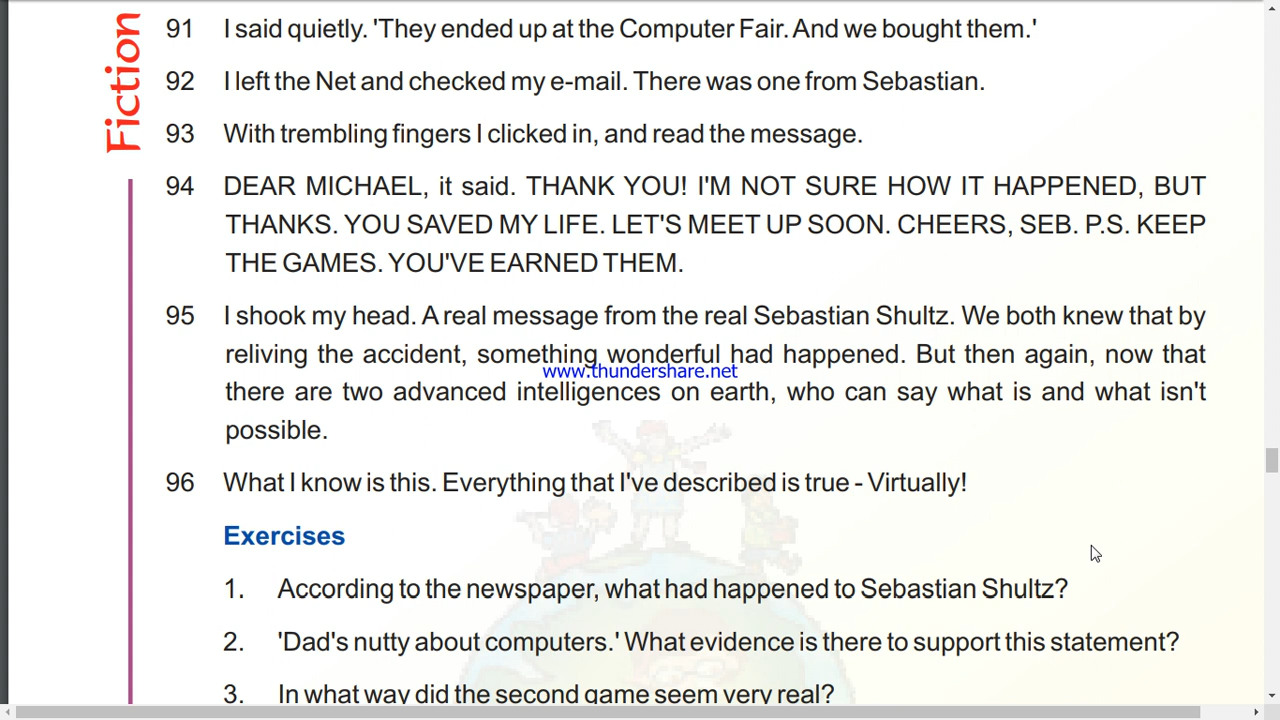 Fiction
91 I said quietly. 'They ended up at the Computer Fair. And we bought them.'
92 I left the Net and checked my e-mail. There was one from Sebastian.
93 With trembling fingers I clicked in, and read the message.
94 DEAR MICHAEL, it said. THANK YOU! I'M NOT SURE HOW IT HAPPENED, BUT
THANKS. YOU SAVED MY LIFE. LET'S MEET UP SOON. CHEERS, SEB. P.S. KEEP
THE GAMES. YOU'VE EARNED THEM.
95 I shook my head. A real message from the real Sebastian Shultz. We both knew that by
reliving the accident, something wonderful had happened. But then again, now that
www.thundershare.net
there are two advanced intelligences on earth, who can say what is and what isn't
possible.
96 What I know is this. Everything that I've described is true - Virtually!
Exercises
1. According to the newspaper, what had happened to Sebastian Shultz?
2. 'Dad's nutty about computers.' What evidence is there to support this statement?
3. In what way did the second game seem very real?